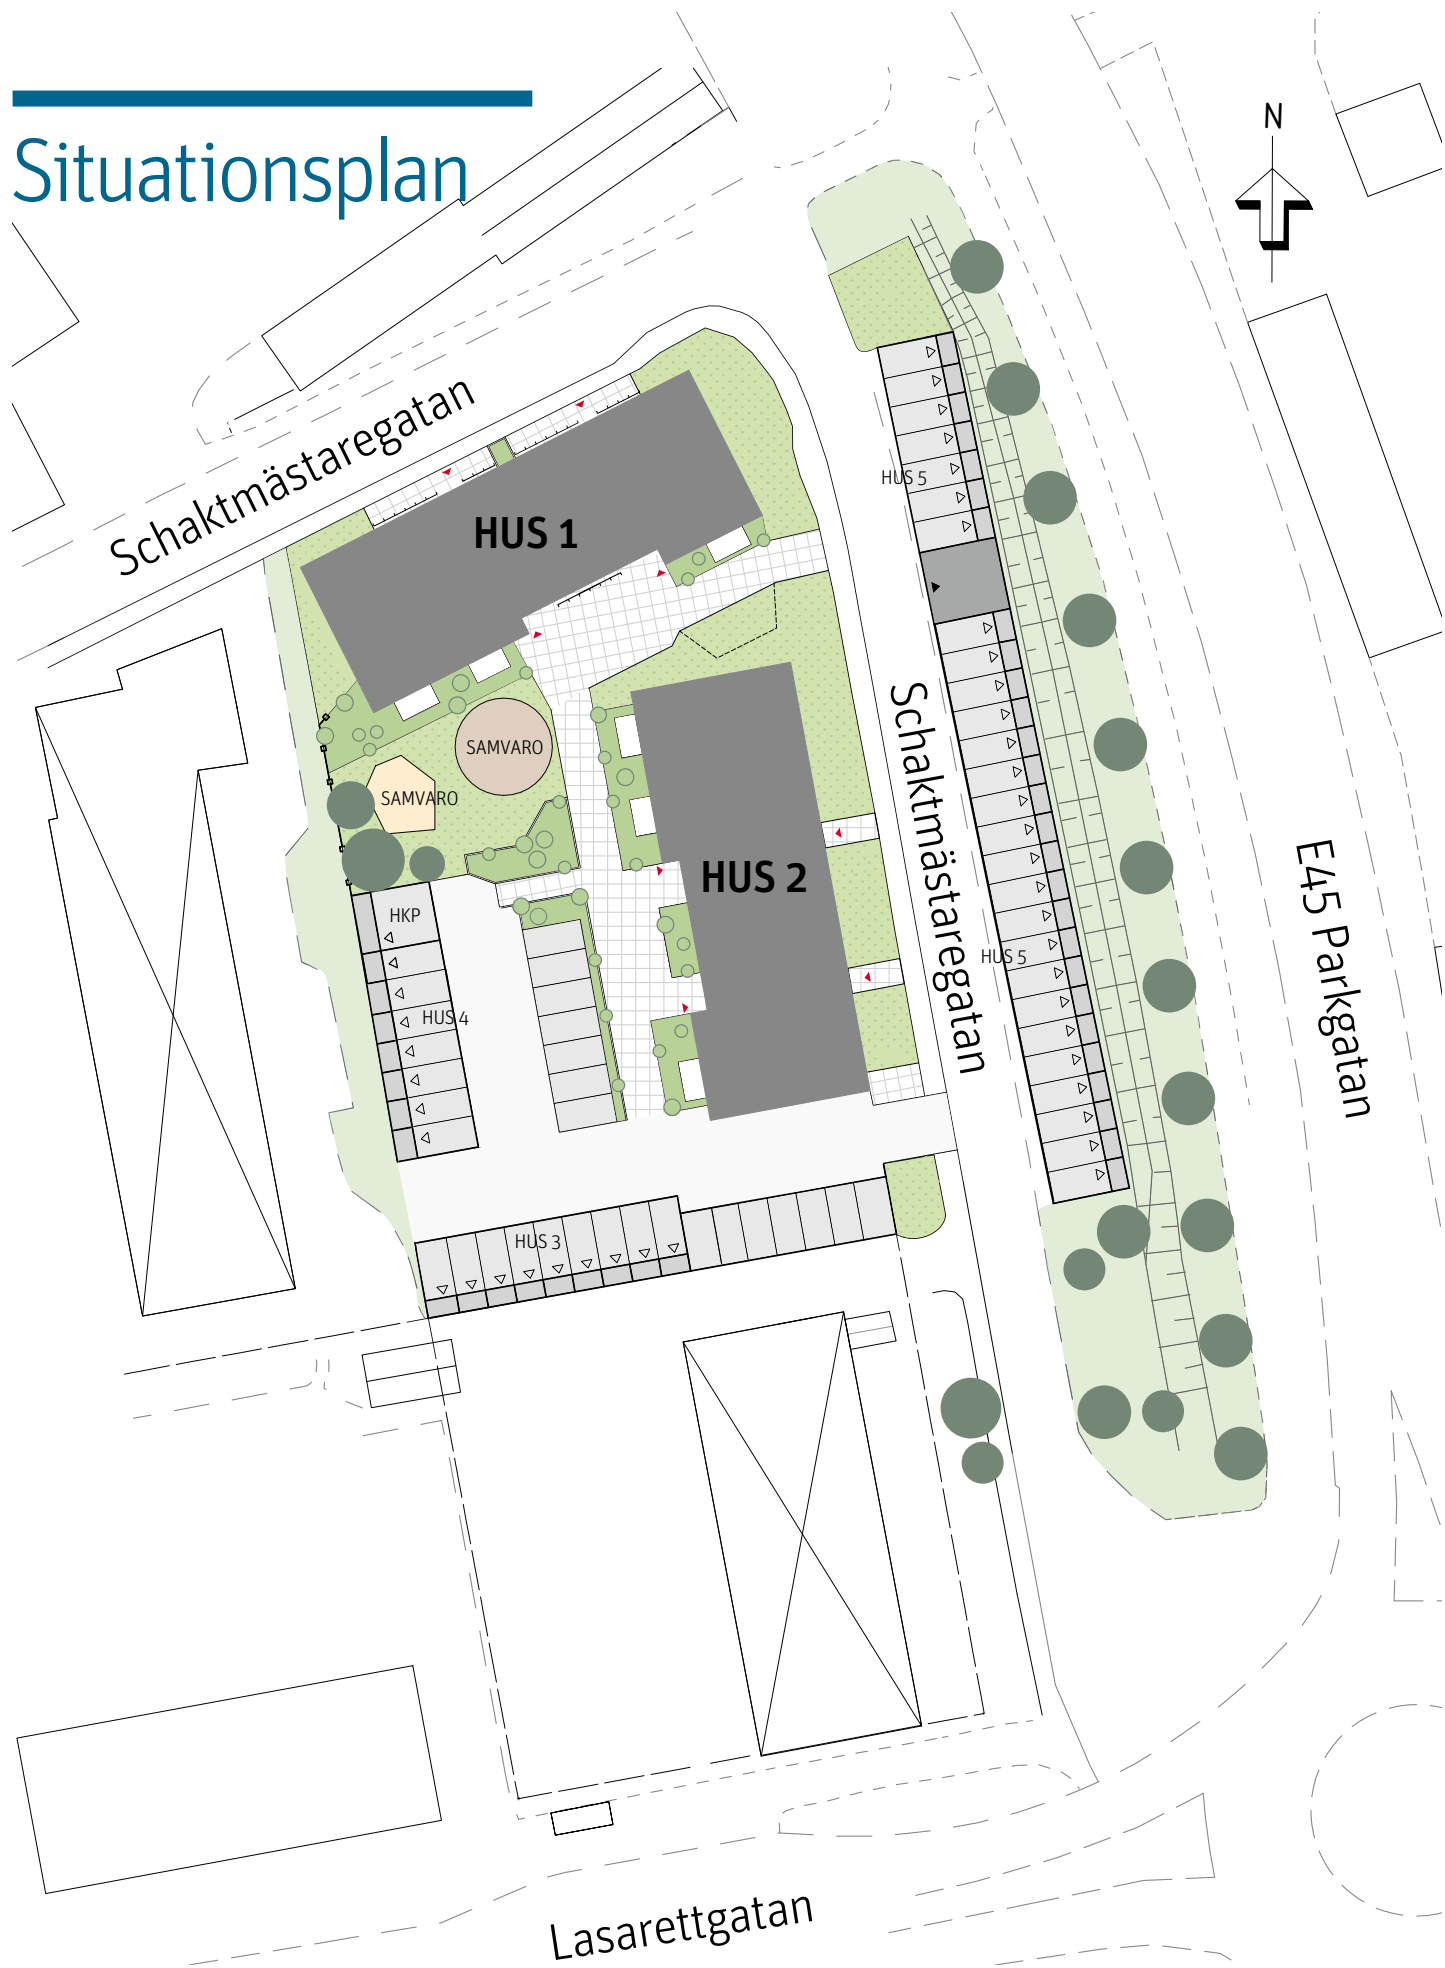 Situationsplan
N
Schaktmästaregatan
HUS 5
HUS 1
SAMVARO
SAMVARO
Schaktmästaregatan
HUS 2
E45 Parkgatan
HKP
HUS 5
HUS 4
HUS 3
Lasarettgatan